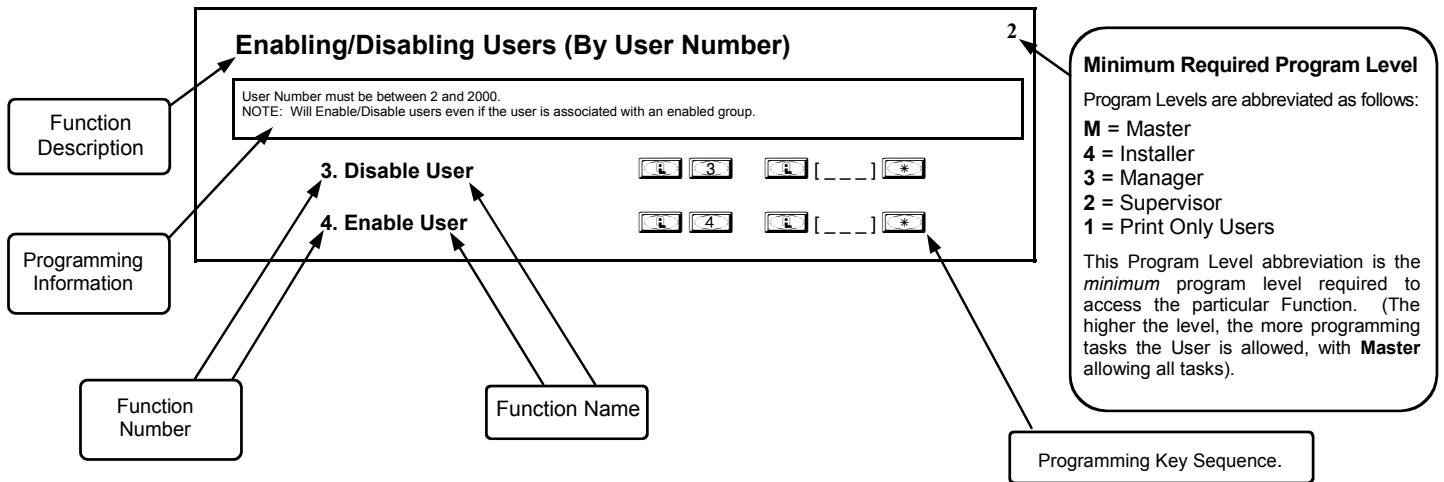 Enabling/Disabling Users (By User Number)
2
User Number must be between 2 and 2000.
NOTE: Will Enable/Disable users even if the user is associated with an enabled group.
3. Disable User
3
[_ _ _]
*
4. Enable User
4
[_ _ _]
*
Function
Description
Programming
Information
Function
Number
Function Name
Programming Key Sequence.
Minimum Required Program Level
Program Levels are abbreviated as follows:
M = Master
4 = Installer
3 = Manager
2 = Supervisor
1 = Print Only Users
This Program Level abbreviation is the
minimum program level required to
access the particular Function. (The
higher the level, the more programming
tasks the User is allowed, with Master
allowing all tasks).